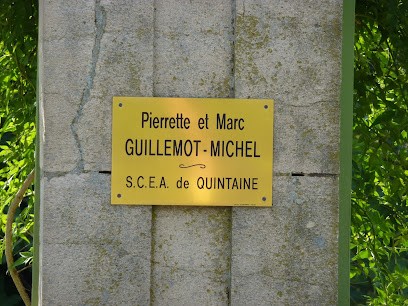 Pierrette et Marc
GUILLEMOT-MICHEL
S.C.E.A. de QUINTAINE